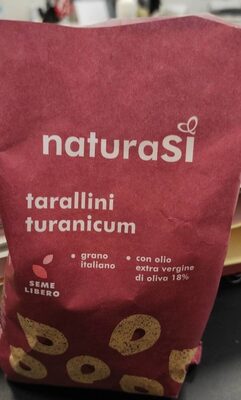 naturasì
tarallini
turanicum
• grano
italiano
• con olio
extra vergine
di oliva 18%
SEME
LIBERO